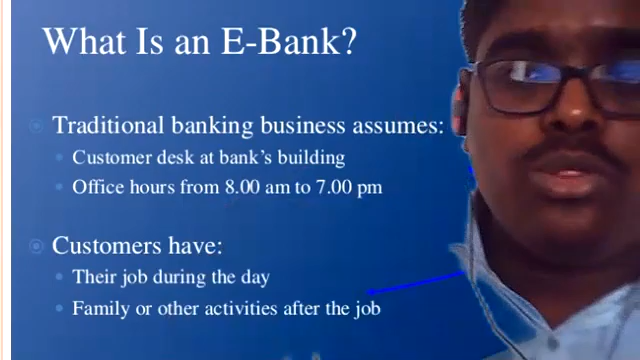 What Is an E-Bank?
Traditional banking business assumes:
Customer desk at bank's building
Office hours from 8.00 am to 7.00 pm
Customers have:
Their job during the day
Family or other activities after the job